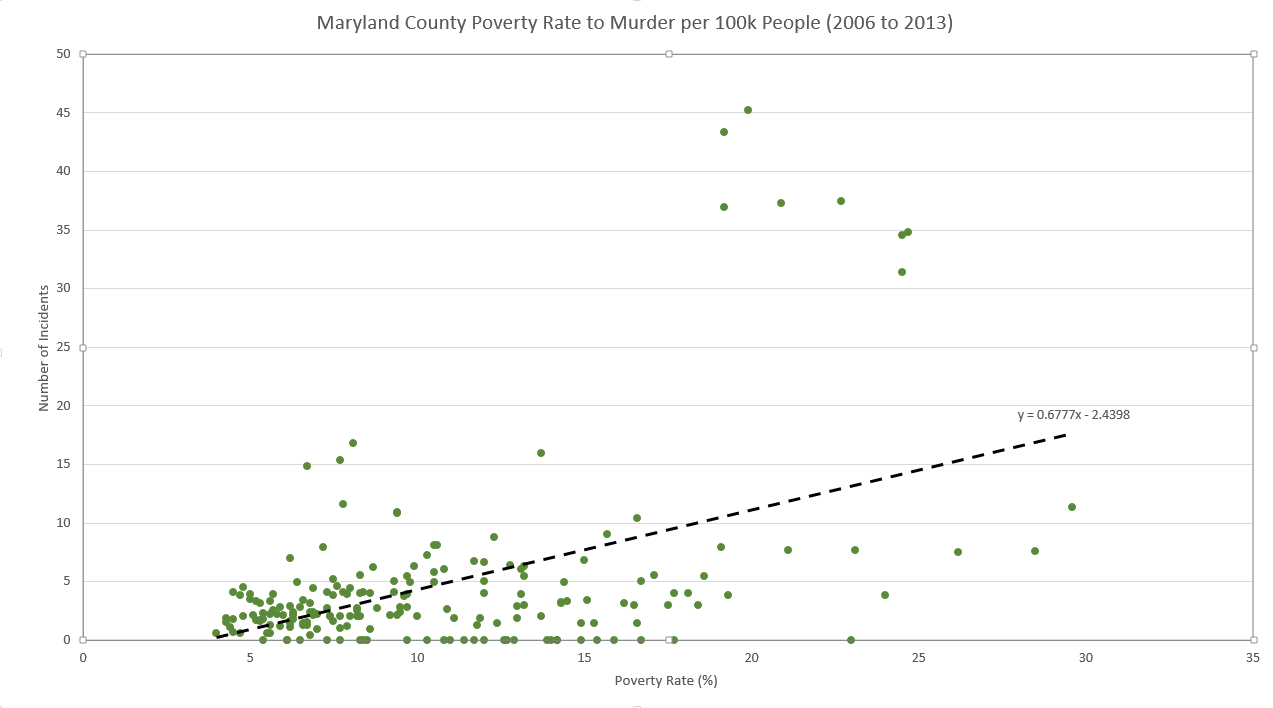 Maryland County Poverty Rate to Murder per 100k People (2006 to 2013)
50
45
40
35
30
25
20
15
10
5
0
Number of Incidents
y = 0.6777x - 2.4398
0 5 10 15 20 25 30 35
Poverty Rate (%)